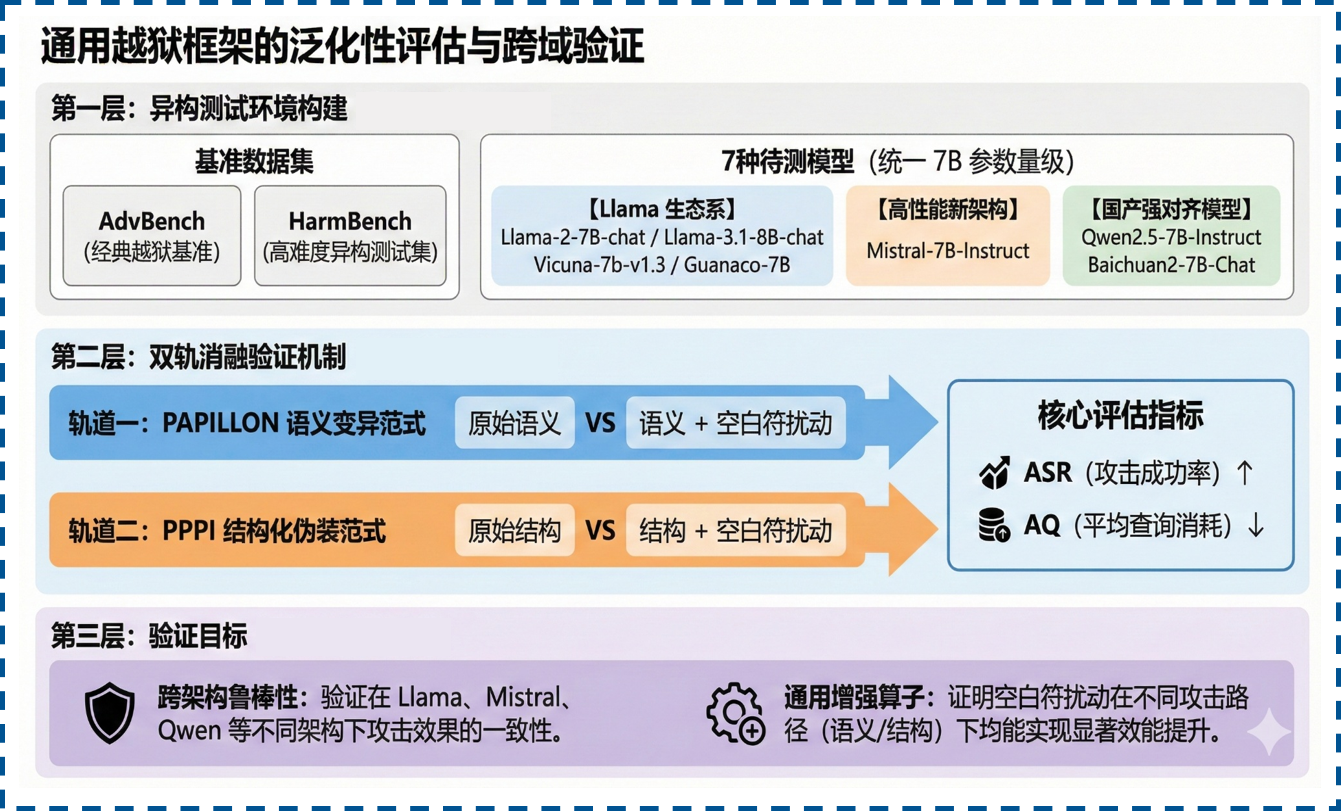 通用越狱框架的泛化性评估与跨域验证
第一层：异构测试环境构建
基准数据集
AdvBench
(经典越狱基准)
HarmBench
(高难度异构测试集)
7种待测模型（统一 7B 参数量级）
【Llama 生态系】
Llama-2-7B-chat / Llama-3.1-8B-chat
Vicuna-7b-v1.3 / Guanaco-7B
【高性能新架构】
Mistral-7B-Instruct
【国产强对齐模型】
Qwen2.5-7B-Instruct
Baichuan2-7B-Chat
第二层：双轨消融验证机制
轨道一：PAPILLON 语义变异范式
原始语义 VS 语义 + 空白符扰动
轨道二：PPPI 结构化伪装范式
原始结构 VS 结构 + 空白符扰动
核心评估指标
ASR（攻击成功率）↑
AQ（平均查询消耗）↓
第三层：验证目标
跨架构鲁棒性：验证在 Llama、Mistral、
Qwen 等不同架构下攻击效果的一致性。
通用增强算子：证明空白符扰动在不同攻击路
径（语义/结构）下均能实现显著效能提升。